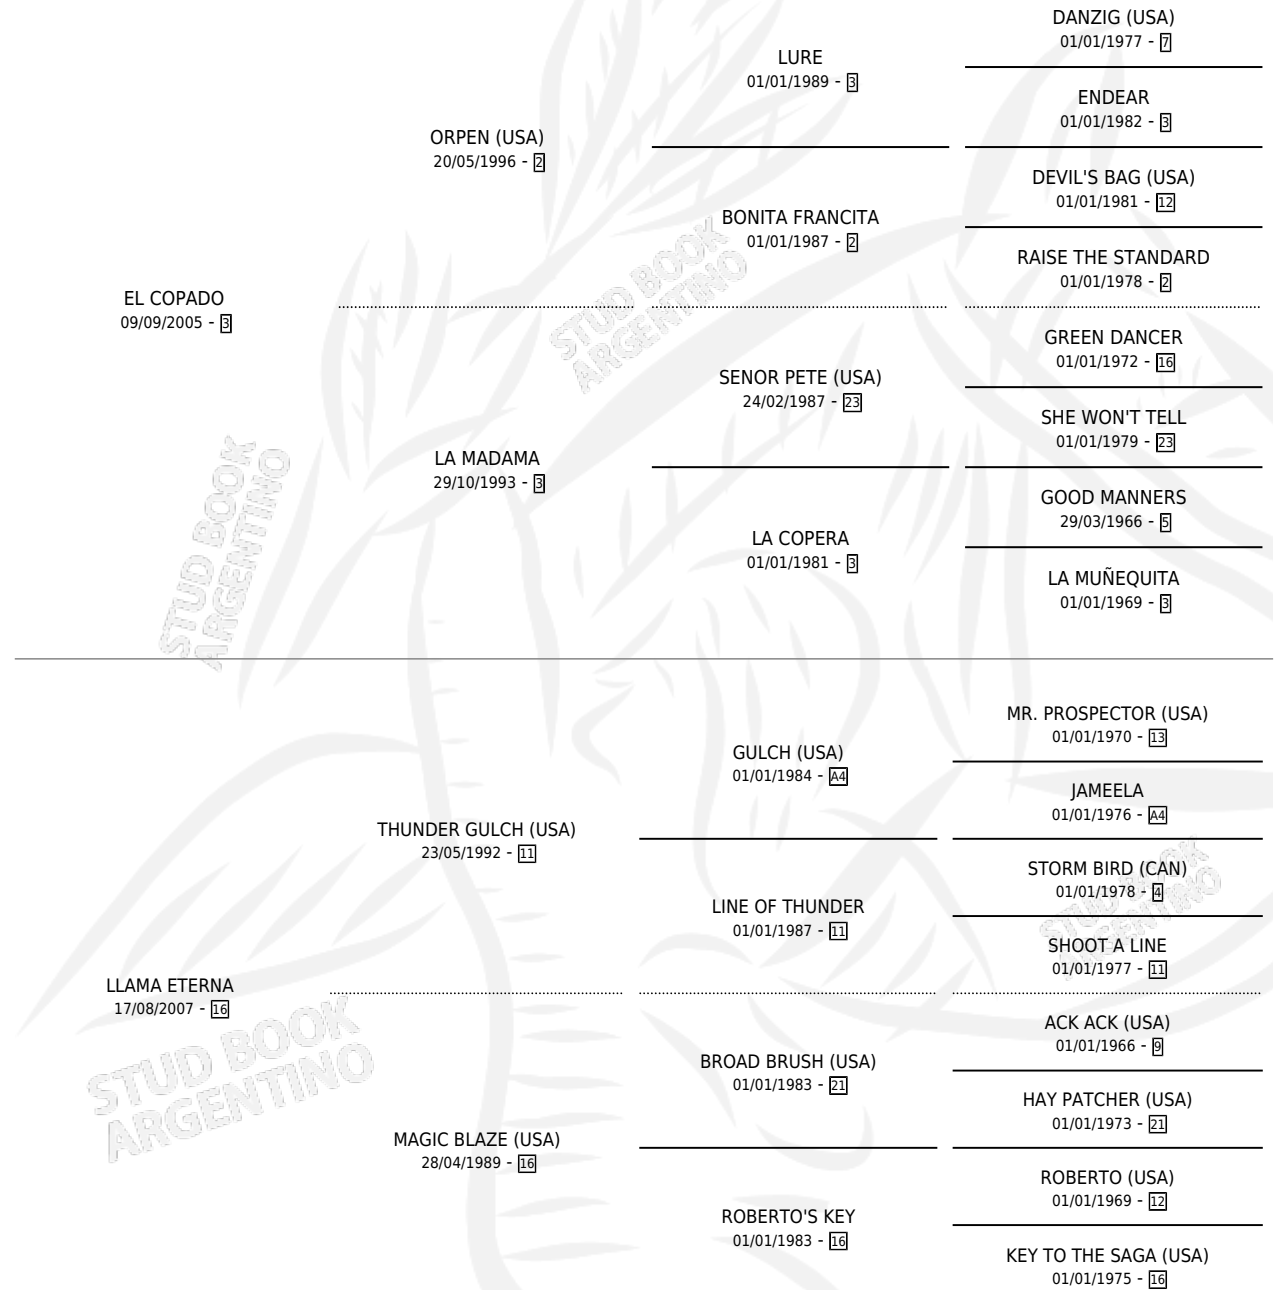 DANZIG (USA)
01/01/1977 - 7
LURE
01/01/1989 - 3
ENDEAR
01/01/1982 - 3
ORPEN (USA)
20/05/1996 - 2
DEVIL'S BAG (USA)
01/01/1981 - 12
BONITA FRANCITA
01/01/1987 - 2
RAISE THE STANDARD
01/01/1978 - 2
EL COPADO
09/09/2005 - 3
GREEN DANCER
01/01/1972 - 16
SENOR PETE (USA)
24/02/1987 - 23
SHE WON'T TELL
01/01/1979 - 23
LA MADAMA
29/10/1993 - 3
GOOD MANNERS
29/03/1966 - 5
LA COPERA
01/01/1981 - 3
LA MUÑEQUITA
01/01/1969 - 3
MR. PROSPECTOR (USA)
01/01/1970 - 13
GULCH (USA)
01/01/1984 - A4
JAMEELA
01/01/1976 - A4
THUNDER GULCH (USA)
23/05/1992 - 11
STORM BIRD (CAN)
01/01/1978 - 4
LINE OF THUNDER
01/01/1987 - 11
SHOOT A LINE
01/01/1977 - 11
LLAMA ETERNA
17/08/2007 - 16
ACK ACK (USA)
01/01/1966 - 9
BROAD BRUSH (USA)
01/01/1983 - 21
HAY PATCHER (USA)
01/01/1973 - 21
MAGIC BLAZE (USA)
28/04/1989 - 16
ROBERTO (USA)
01/01/1969 - 12
ROBERTO'S KEY
01/01/1983 - 16
KEY TO THE SAGA (USA)
01/01/1975 - 16
STUD BOOK
ARGENTINO
STUD BOOK
ARGENTINO
STUD BOOK
ARGENTINO
STUD BOOK
ARGENTINO